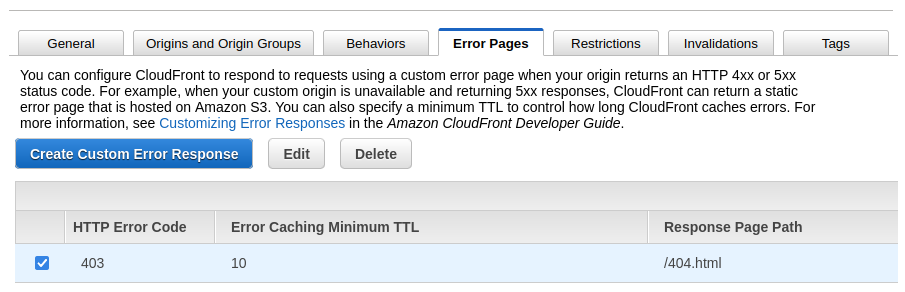 General Origins and Origin Groups Behaviors Error Pages Restrictions Invalidations Tags
You can configure CloudFront to respond to requests using a custom error page when your origin returns an HTTP 4xx or 5xx
status code. For example, when your custom origin is unavailable and returning 5xx responses, CloudFront can return a static
error page that is hosted on Amazon S3. You can also specify a minimum TTL to control how long CloudFront caches errors. For
more information, see Customizing Error Responses in the Amazon CloudFront Developer Guide.
Create Custom Error Response Edit Delete
HTTP Error Code Error Caching Minimum TTL Response Page Path
403 10 /404.html